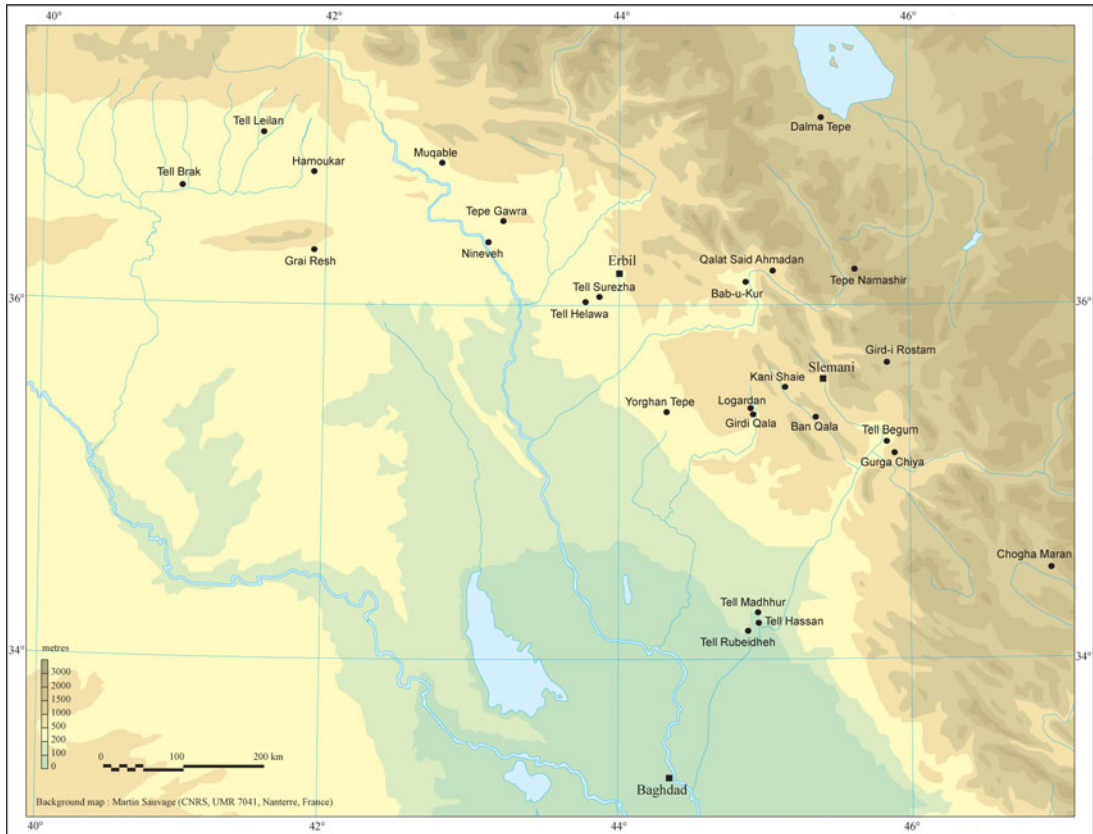 40°
42°
44°
46°
Dalma Tepe
Tell Leilan
Hamoukar
Muqable
Tell Brak
Tepe Gawra
Nineveh
Grai Resh
Erbil
Qalat Said Ahmadan
Tepe Namashir
Bab-u-Kur
Tell Surezha
Tell Helawa
36°
36°
Gird-i Rostam
Slemani
Kani Shaie
Yorghan Tepe
Logardan
Girdi Qala
Ban Qala
Tell Begum
Gurga Chiya
Chogha Maran
Tell Madhhur
Tell Hassan
Tell Rubeidheh
34°
34°
metres
3000
2000
1500
1000
500
200
100
0
0 100 200 km
Baghdad
Background map : Martin Sauvage (CNRS, UMR 7041, Nanterre, France)
40°
42°
44°
46°